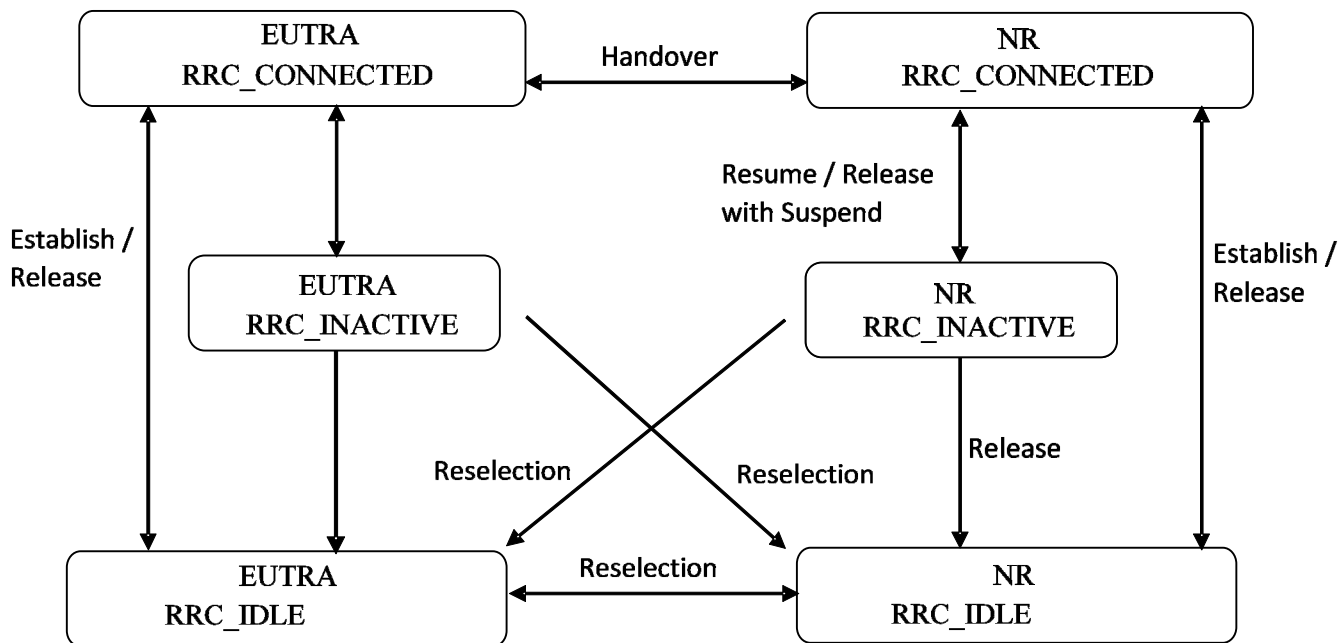 EUTRA
RRC_CONNECTED
Handover
NR
RRC_CONNECTED
Establish /
Release
Resume / Release
with Suspend
Establish /
Release
EUTRA
RRC_INACTIVE
NR
RRC_INACTIVE
Reselection
Reselection
Release
EUTRA
RRC_IDLE
Reselection
NR
RRC_IDLE